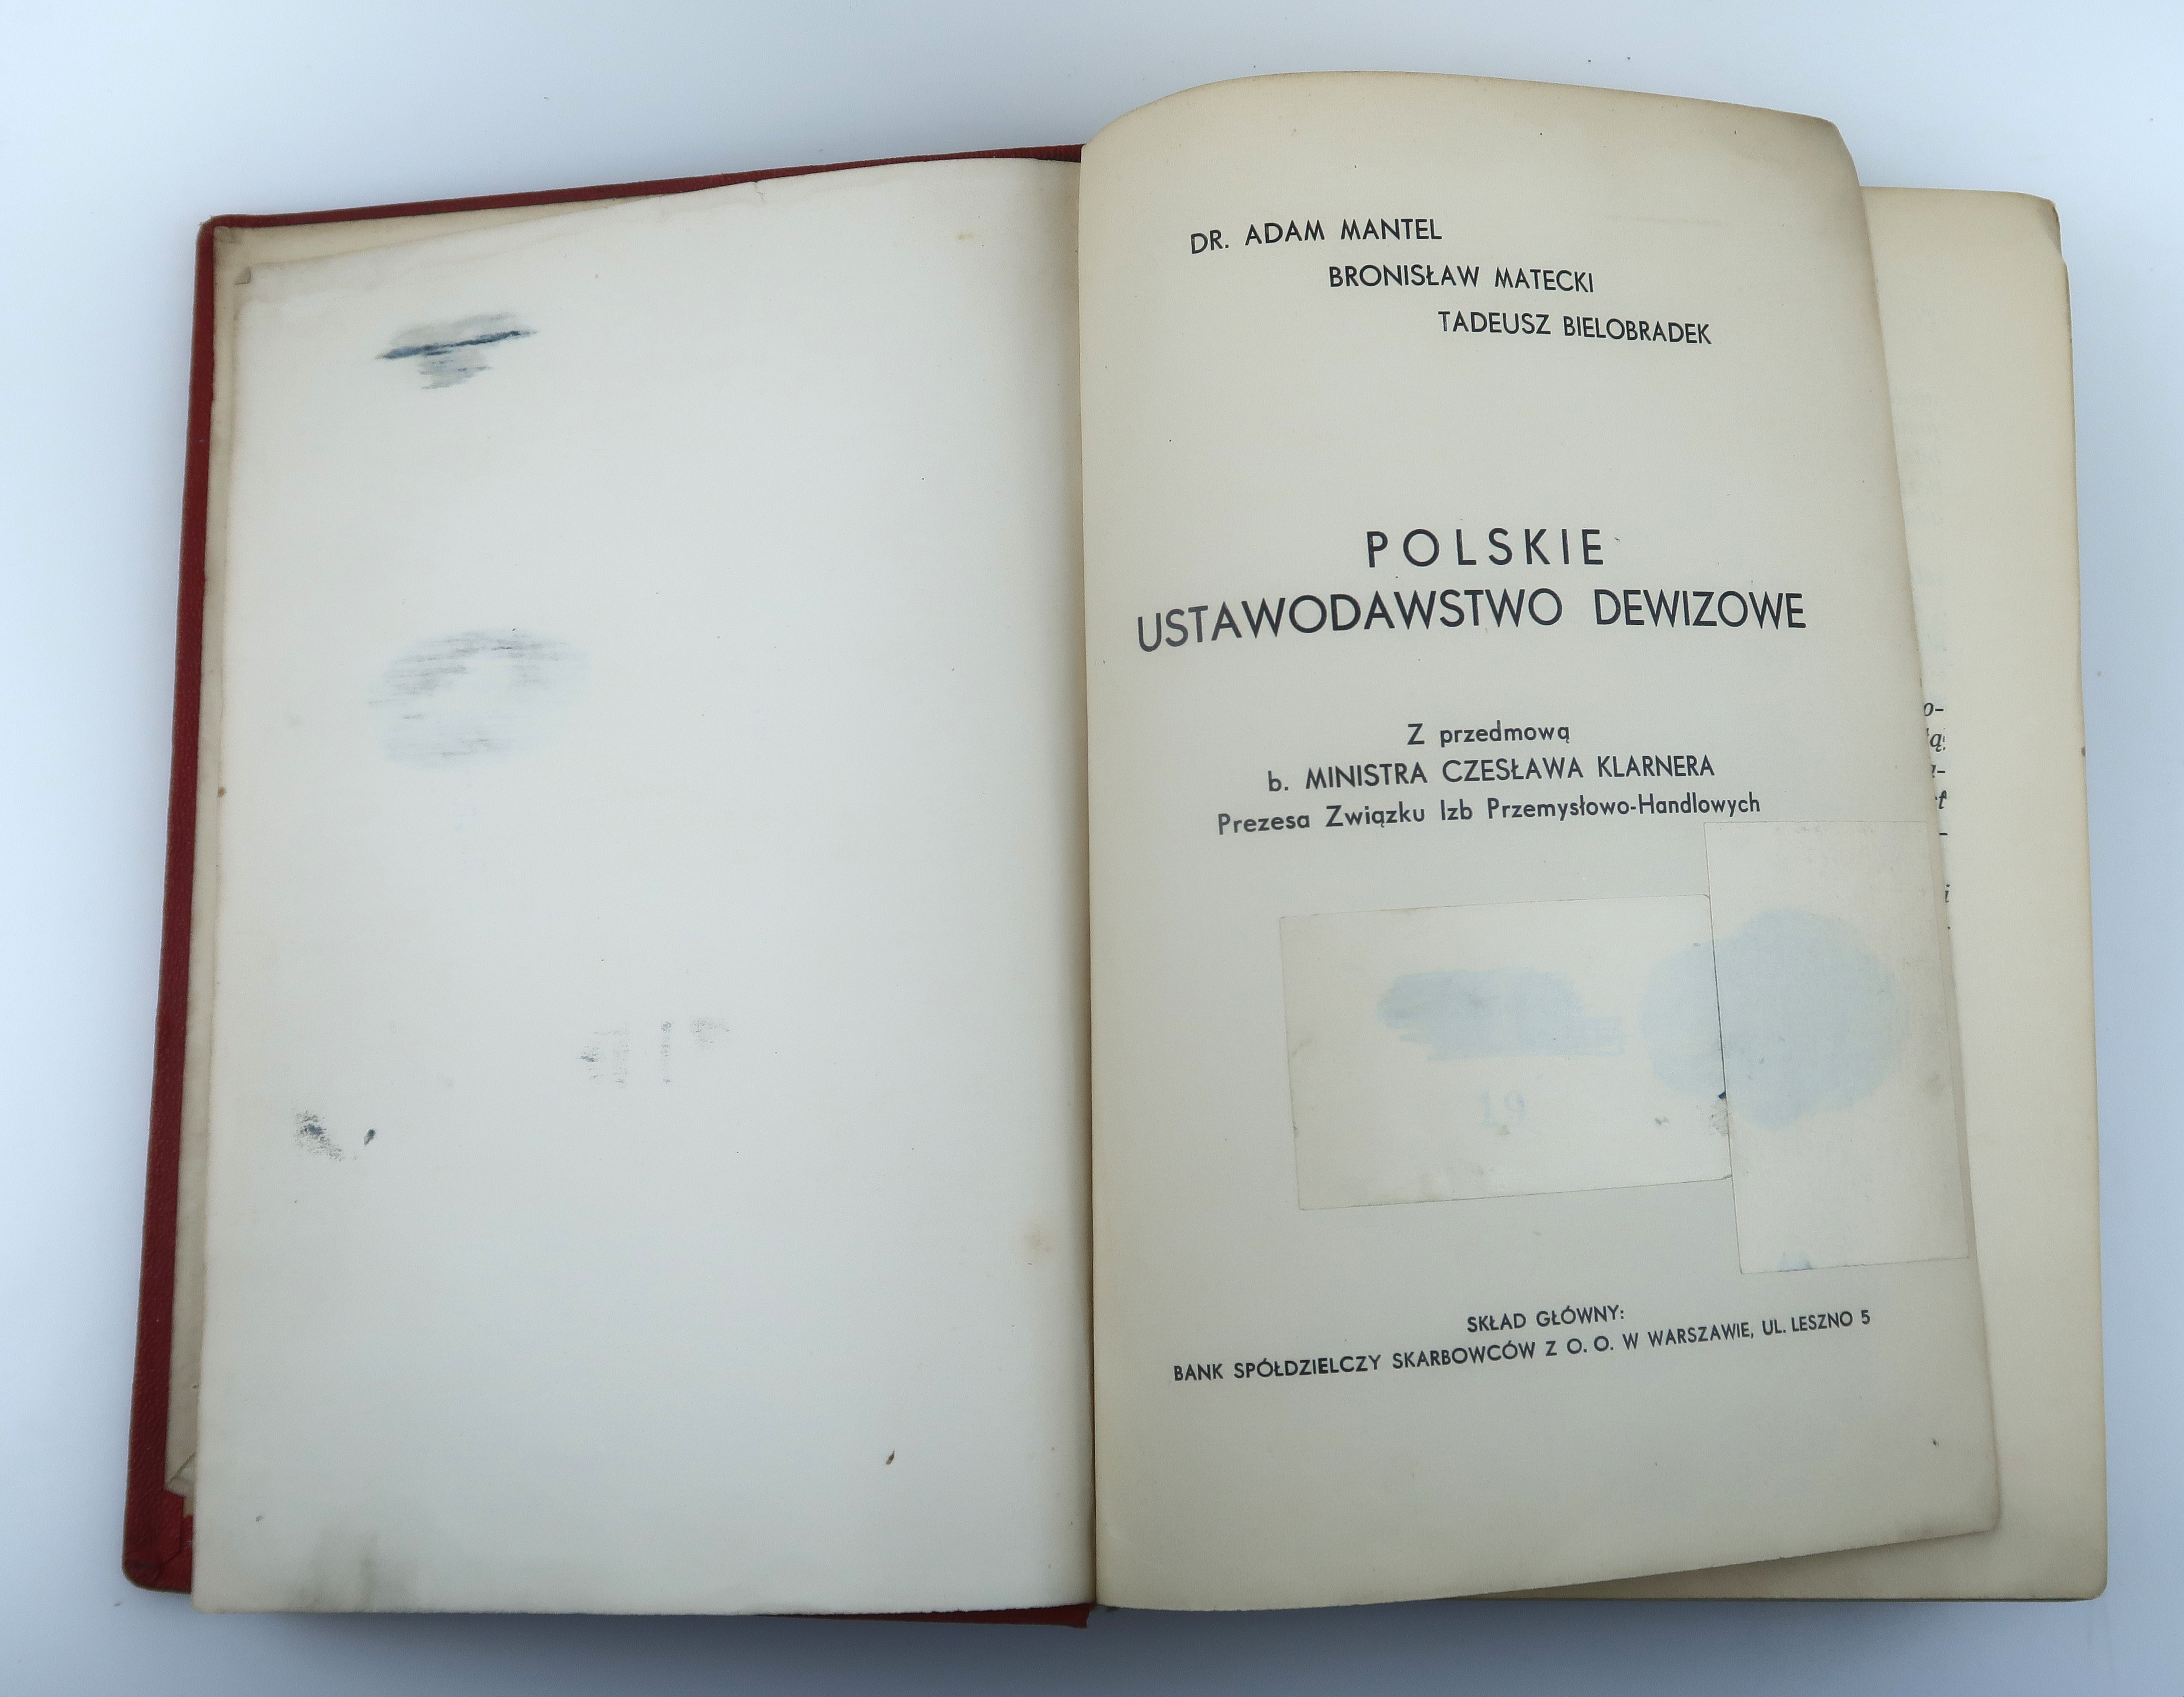 DR. ADAM MANTEL
BRONISŁAW MATECKI
TADEUSZ BIELOBRADEK
POLSKIE
USTAWODAWSTWO DEWIZOWE
Z przedmową
b. MINISTRA CZESŁAWA KLARNERA
Prezesa Związku Izb Przemysłowo-Handlowych
19
SKŁAD GŁÓWNY:
BANK SPÓŁDZIELCZY SKARBOWCÓW Z O. O. W WARSZAWIE, UL. LESZNO 5